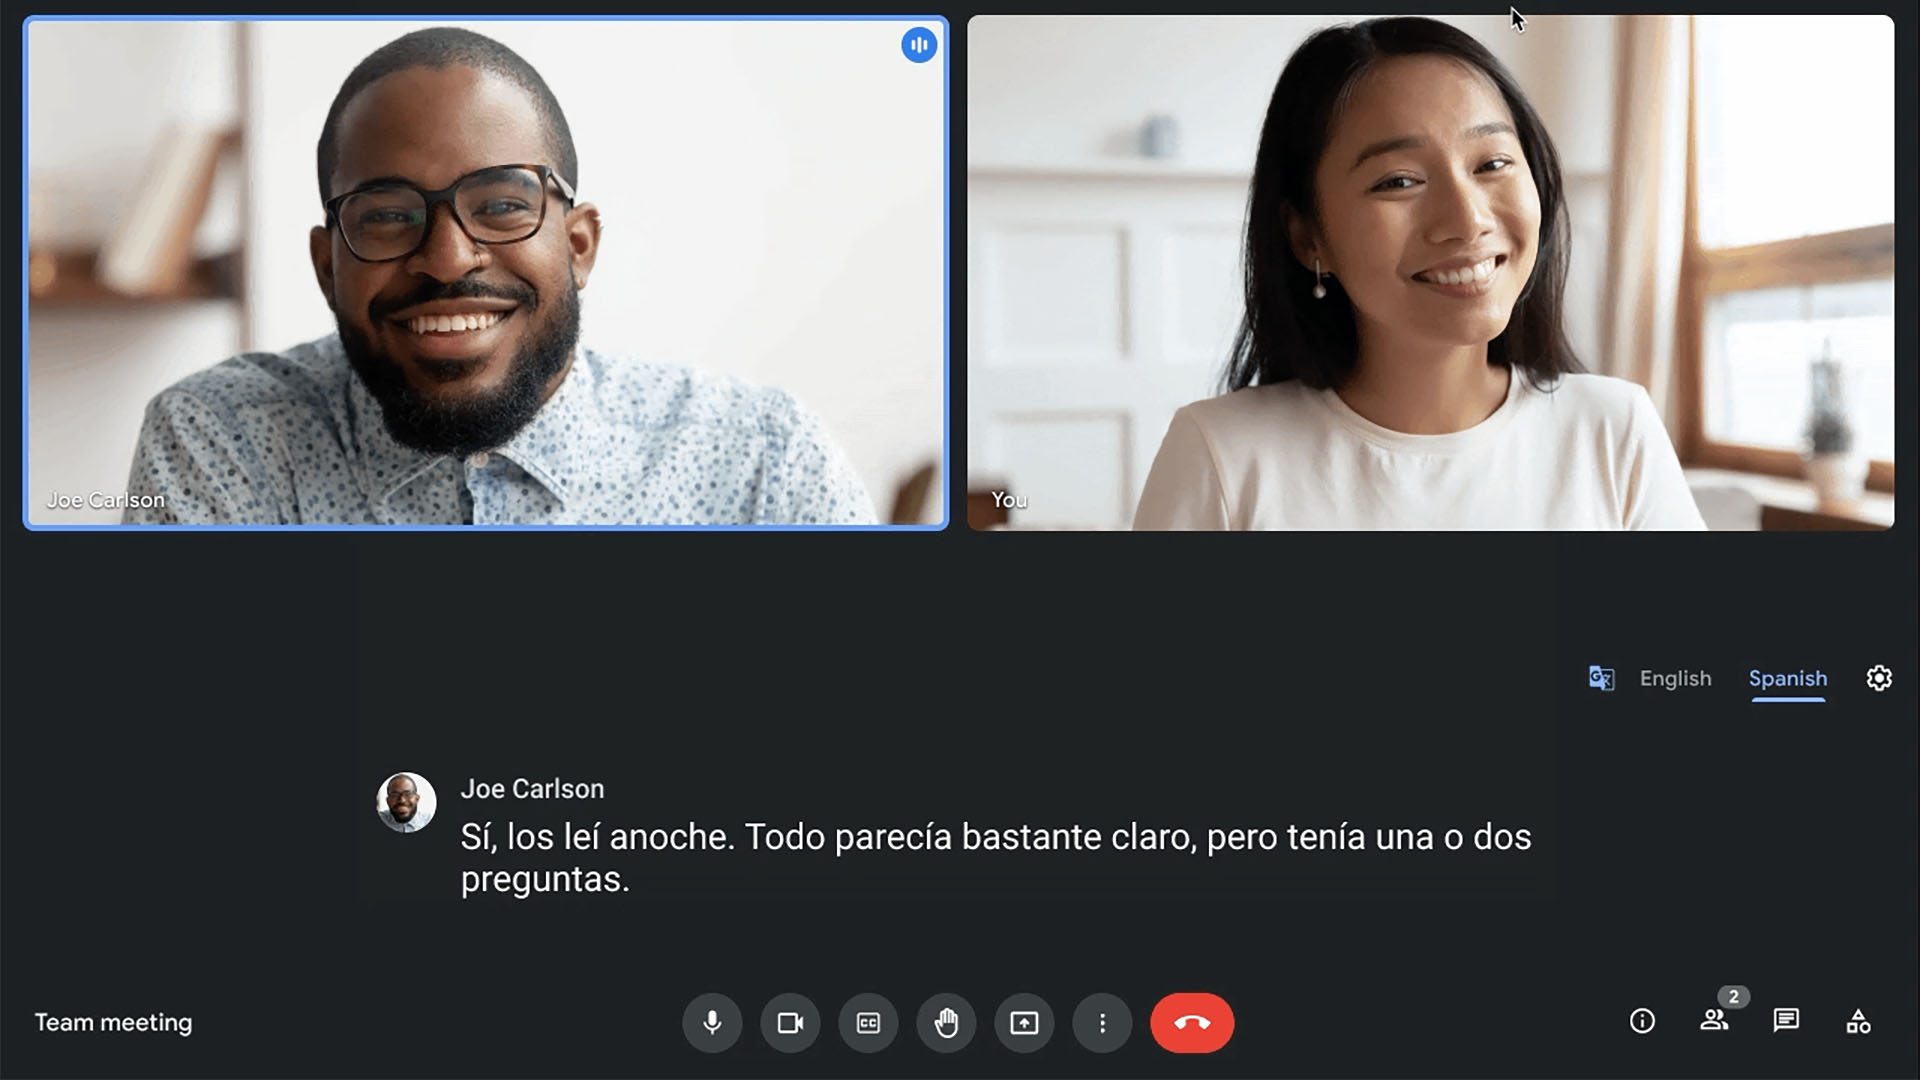 Joe Carlson
You
English
Spanish
Joe Carlson
Sí, los leí anoche. Todo parecía bastante claro, pero tenía una o dos
preguntas.
Team meeting
CC
2